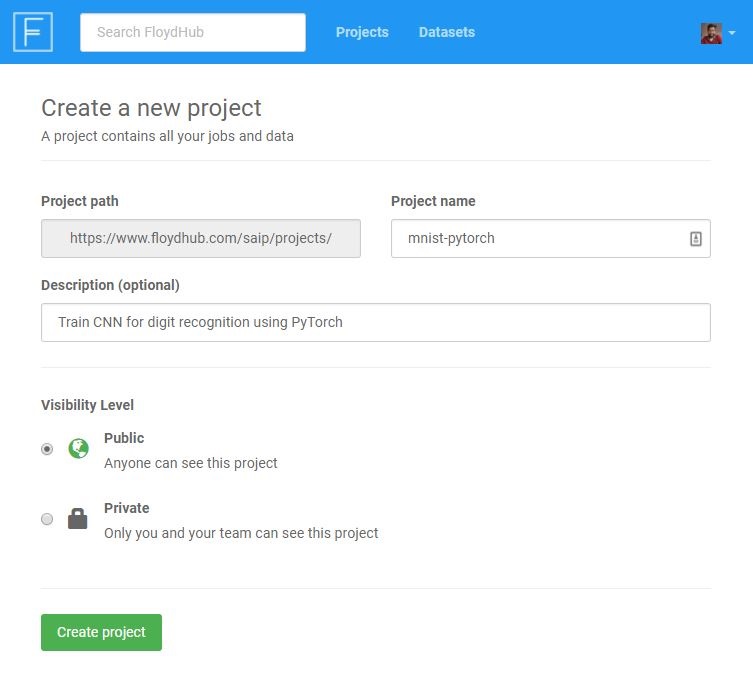 F
Search FloydHub
Projects
Datasets
Create a new project
A project contains all your jobs and data
Project path
Project name
https://www.floydhub.com/saip/projects/
mnist-pytorch
Description (optional)
Train CNN for digit recognition using PyTorch
Visibility Level
Public
Anyone can see this project
Private
Only you and your team can see this project
Create project